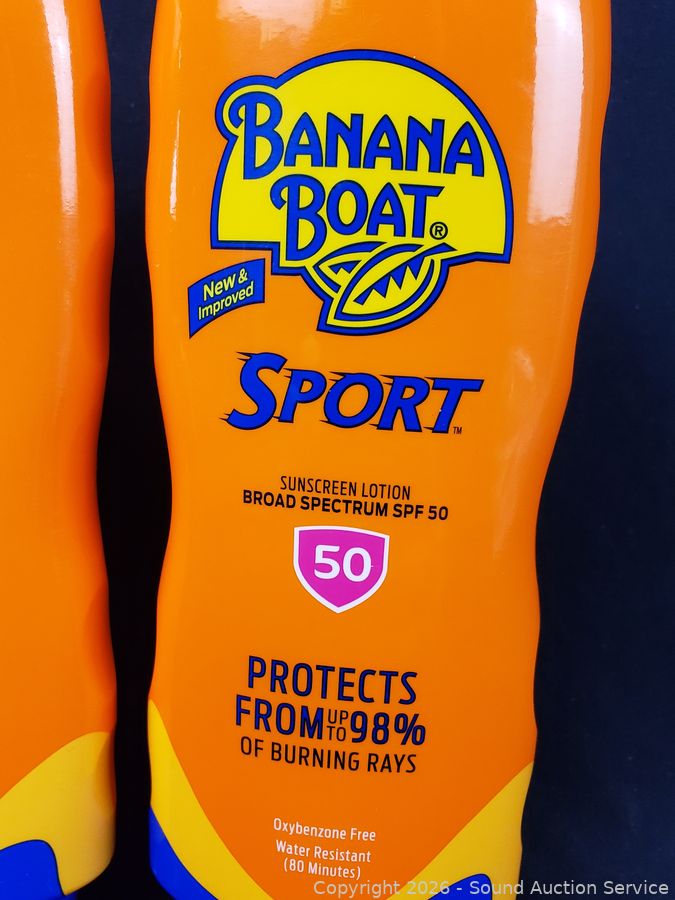 BANANA
BOAT®
New &
Improved
SPORT™
SUNSCREEN LOTION
BROAD SPECTRUM SPF 50
50
PROTECTS
FROM UP TO 98%
OF BURNING RAYS
Oxybenzone Free
Water Resistant
(80 Minutes)
Copyright 2026 - Sound Auction Service